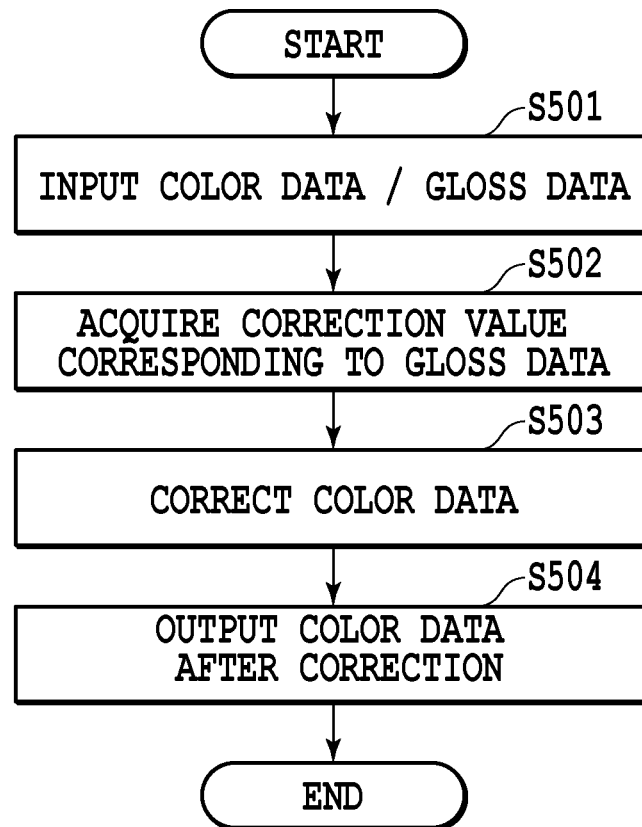 START
S501
INPUT COLOR DATA / GLOSS DATA
S502
ACQUIRE CORRECTION VALUE
CORRESPONDING TO GLOSS DATA
S503
CORRECT COLOR DATA
S504
OUTPUT COLOR DATA
AFTER CORRECTION
END